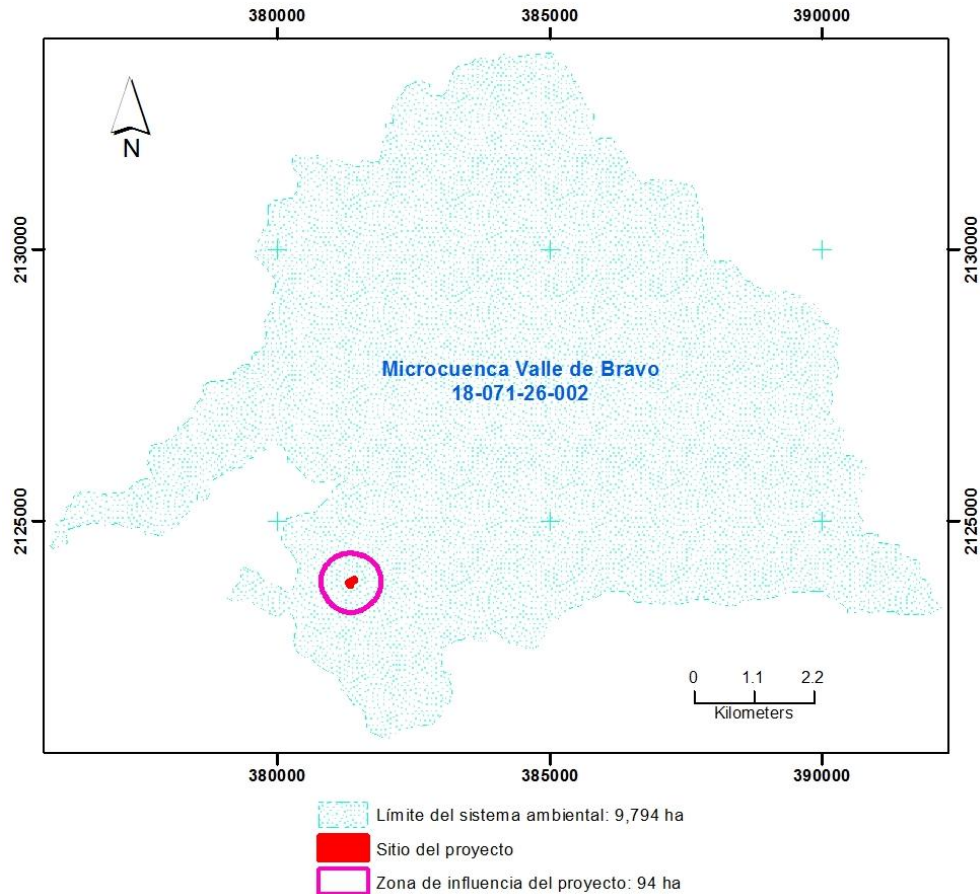 380000 385000 390000
N
2130000 2130000
Microcuenca Valle de Bravo
18-071-26-002
2125000 2125000
0 1.1 2.2
Kilometers
380000 385000 390000
Límite del sistema ambiental: 9,794 ha
Sitio del proyecto
Zona de influencia del proyecto: 94 ha